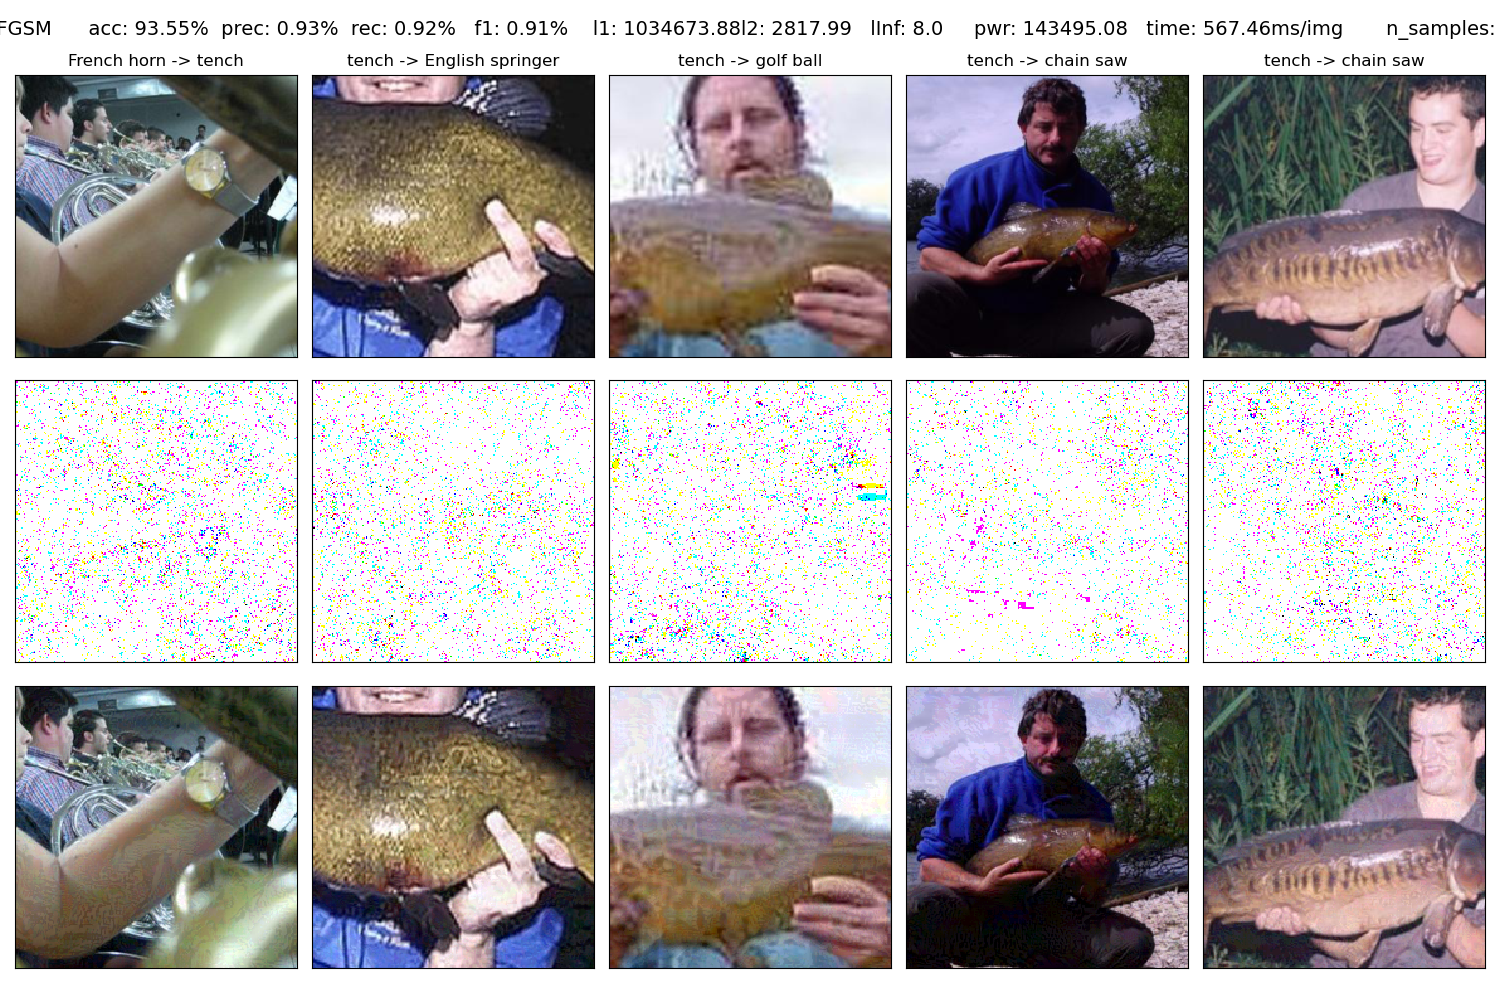 FGSM acc: 93.55% prec: 0.93% rec: 0.92% f1: 0.91% l1: 1034673.88l2: 2817.99 lInf: 8.0 pwr: 143495.08 time: 567.46ms/img n_samples:
French horn -> tench
tench -> English springer
tench -> golf ball
tench -> chain saw
tench -> chain saw